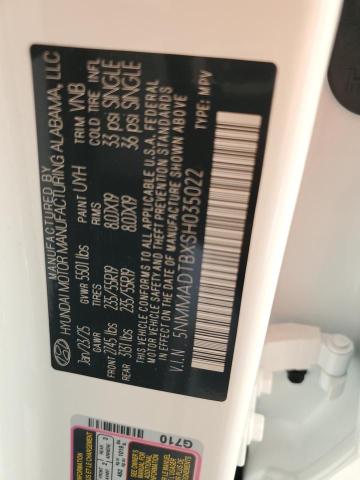 MANUFACTURED BY
HYUNDAI MOTOR MANUFACTURING ALABAMA, LLC
Jan/23/25 GVWR 5501 lbs PAINT UYH TRIM VNB
GAWR TIRES RIMS COLD TIRE INFL
FRONT 2745 lbs 235/55R19 8.0JX19 33 psi SINGLE
REAR 3131 lbs 235/55R19 8.0JX19 36 psi SINGLE
THIS VEHICLE CONFORMS TO ALL APPLICABLE U.S.A. FEDERAL
MOTOR VEHICLE SAFETY, BUMPER, AND THEFT PREVENTION STANDARDS
IN EFFECT ON THE DATE OF MANUFACTURE SHOWN ABOVE.
V.I.N: 5NMMADTBXSH035022 TYPE: MPV
G710